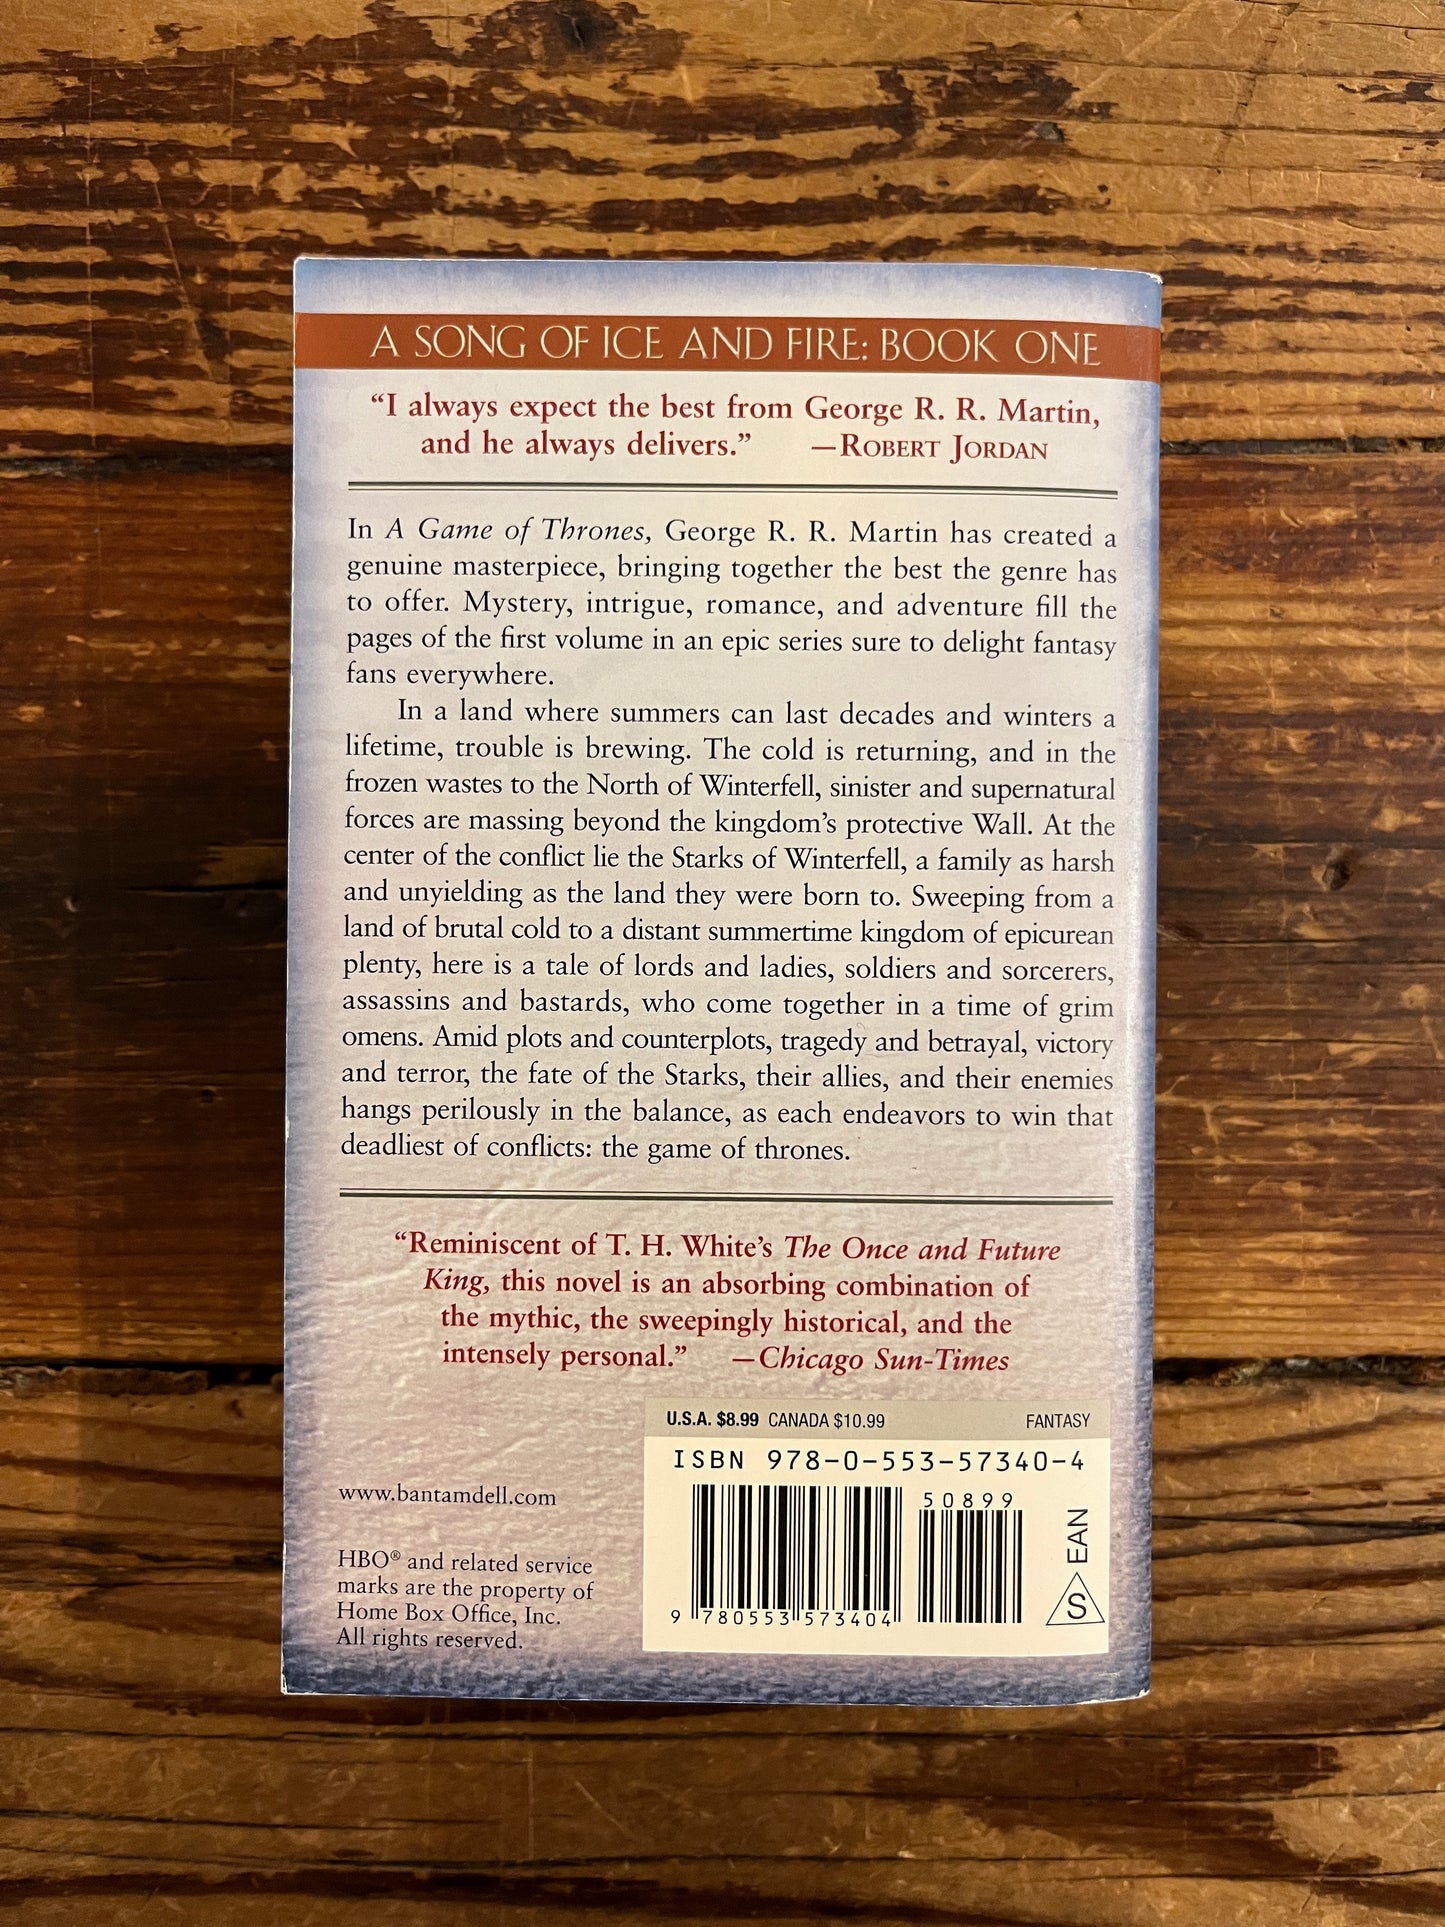 A SONG OF ICE AND FIRE: BOOK ONE
“I always expect the best from George R. R. Martin,
and he always delivers.” —ROBERT JORDAN
In A Game of Thrones, George R. R. Martin has created a
genuine masterpiece, bringing together the best the genre has
to offer. Mystery, intrigue, romance, and adventure fill the
pages of the first volume in an epic series sure to delight fantasy
fans everywhere.
In a land where summers can last decades and winters a
lifetime, trouble is brewing. The cold is returning, and in the
frozen wastes to the North of Winterfell, sinister and supernatural
forces are massing beyond the kingdom’s protective Wall. At the
center of the conflict lie the Starks of Winterfell, a family as harsh
and unyielding as the land they were born to. Sweeping from a
land of brutal cold to a distant summertime kingdom of epicurean
plenty, here is a tale of lords and ladies, soldiers and sorcerers,
assassins and bastards, who come together in a time of grim
omens. Amid plots and counterplots, tragedy and betrayal, victory
and terror, the fate of the Starks, their allies, and their enemies
hangs perilously in the balance, as each endeavors to win that
deadliest of conflicts: the game of thrones.
“Reminiscent of T. H. White’s The Once and Future
King, this novel is an absorbing combination of
the mythic, the sweepingly historical, and the
intensely personal.” —Chicago Sun-Times
U.S.A. $8.99 CANADA $10.99 FANTASY
ISBN 978-0-553-57340-4
50899
9 780553 573404
EAN
S
www.bantamdell.com
HBO® and related service
marks are the property of
Home Box Office, Inc.
All rights reserved.